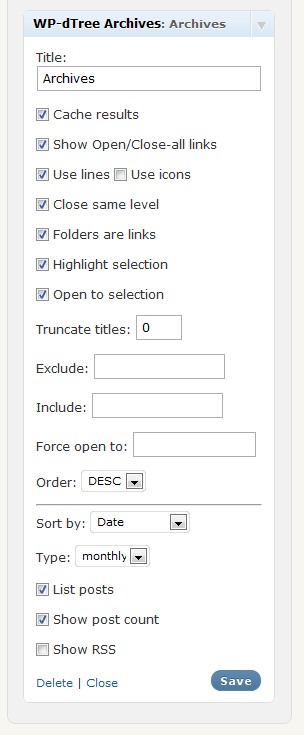 WP-dTree Archives: Archives
Title:
Archives
Cache results
Show Open/Close-all links
Use lines Use icons
Close same level
Folders are links
Highlight selection
Open to selection
Truncate titles: 0
Exclude:
Include:
Force open to:
Order: DESC
Sort by: Date
Type: monthly
List posts
Show post count
Show RSS
Delete | Close Save